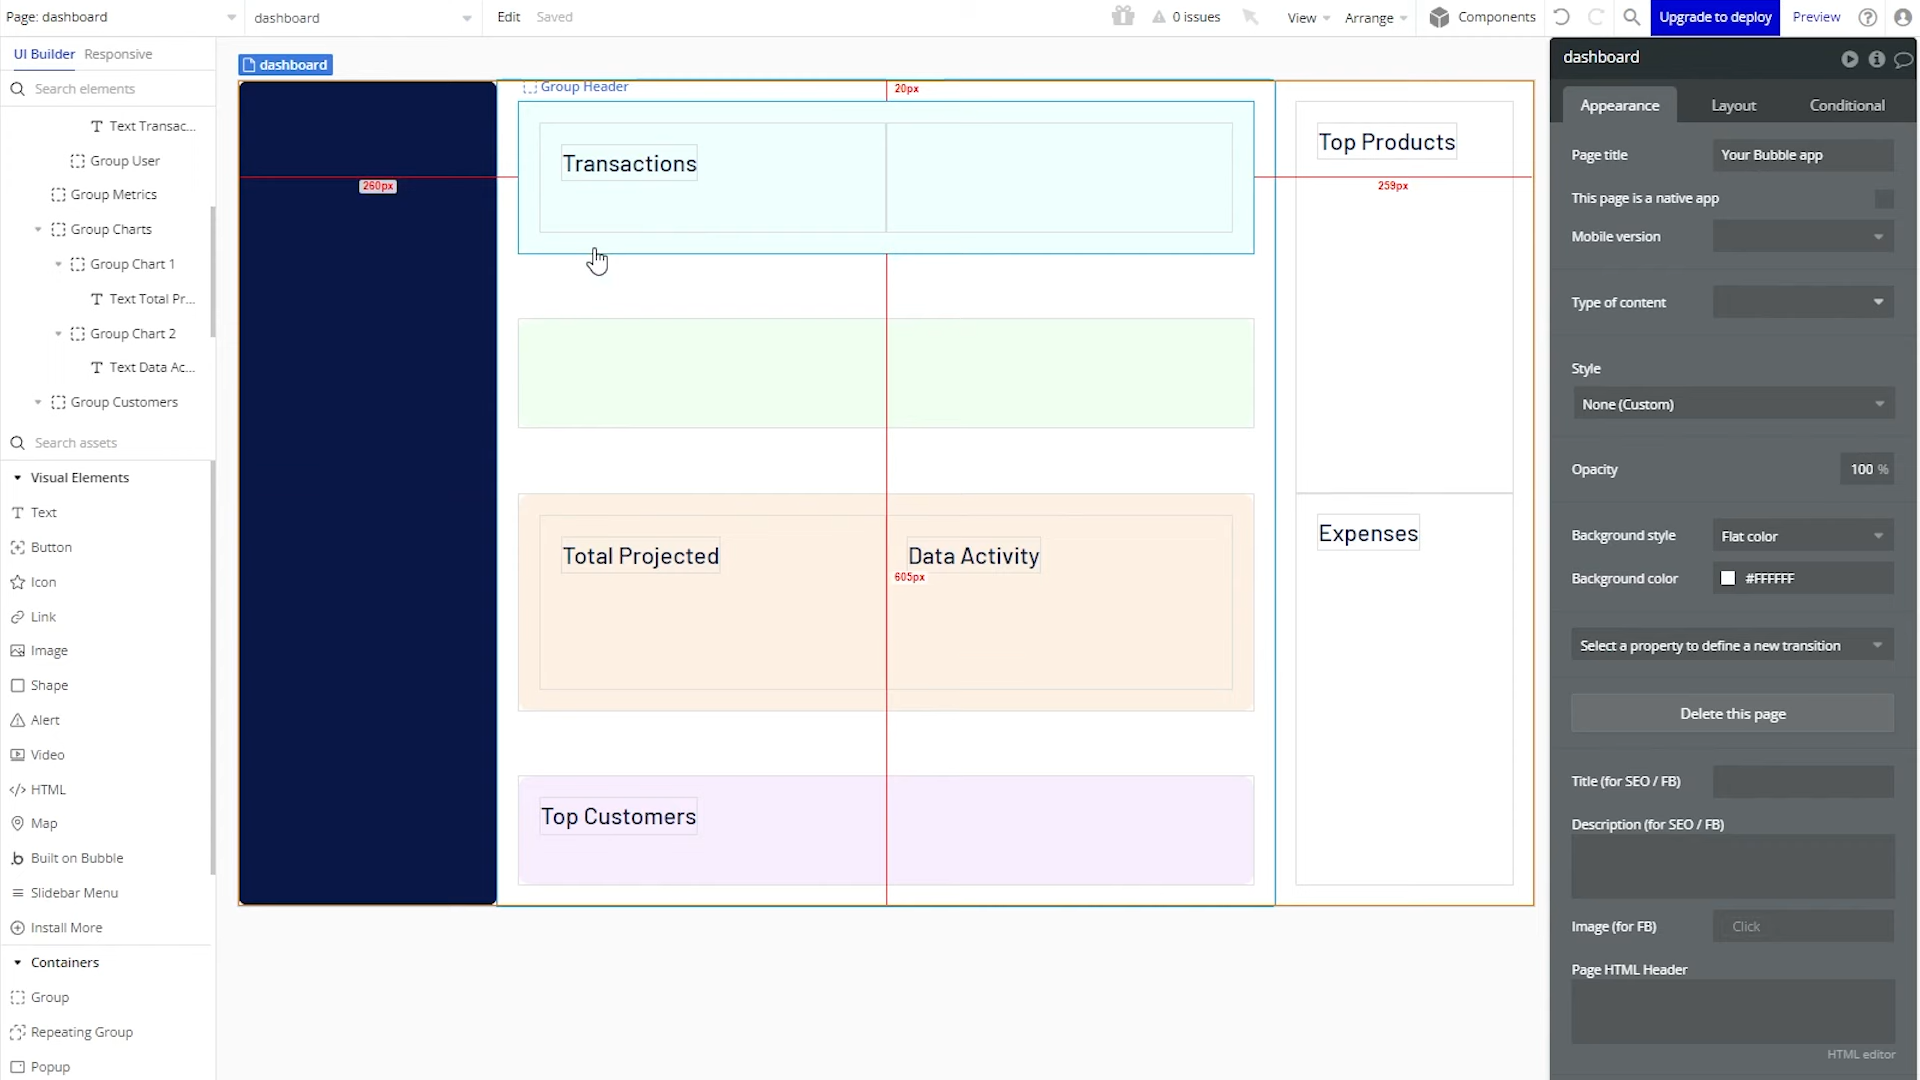 Page: dashboard
dashboard
Edit
Saved
0 issues
View
Arrange
Components
Upgrade to deploy
Preview
UI Builder
Responsive
Search elements
Text Transac...
Group User
Group Metrics
Group Charts
Group Chart 1
Text Total Pr...
Group Chart 2
Text Data Ac...
Group Customers
Search assets
Visual Elements
Text
Button
Icon
Link
Image
Shape
Alert
Video
HTML
Map
Built on Bubble
Slidebar Menu
Install More
Containers
Group
Repeating Group
Popup
dashboard
Group Header
20px
Transactions
260px
259px
Top Products
Total Projected
Data Activity
605px
Expenses
Top Customers
dashboard
Appearance
Layout
Conditional
Page title
Your Bubble app
This page is a native app
Mobile version
Type of content
Style
None (Custom)
Opacity
100 %
Background style
Flat color
Background color
#FFFFFF
Select a property to define a new transition
Delete this page
Title (for SEO / FB)
Description (for SEO / FB)
Image (for FB)
Click
Page HTML Header
HTML editor